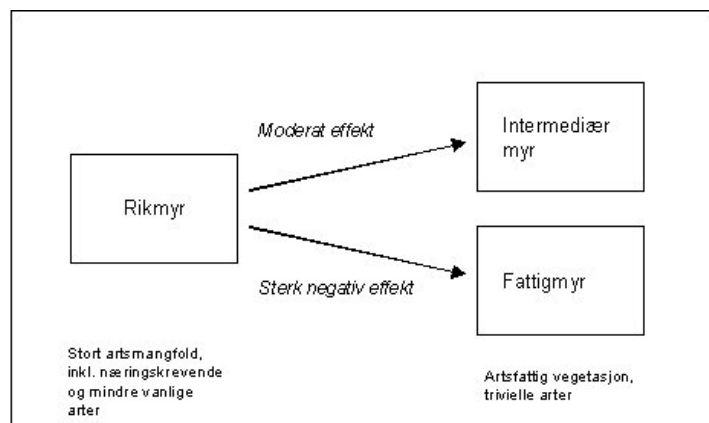 Moderat effekt
Intermediær
myr
Rikmyr
Sterk negativ effekt
Fattigmyr
Stort artsmangfold,
inkl. næringskrevende
og mindre vanlige
arter
Artsfattig vegetasjon,
trivielle arter